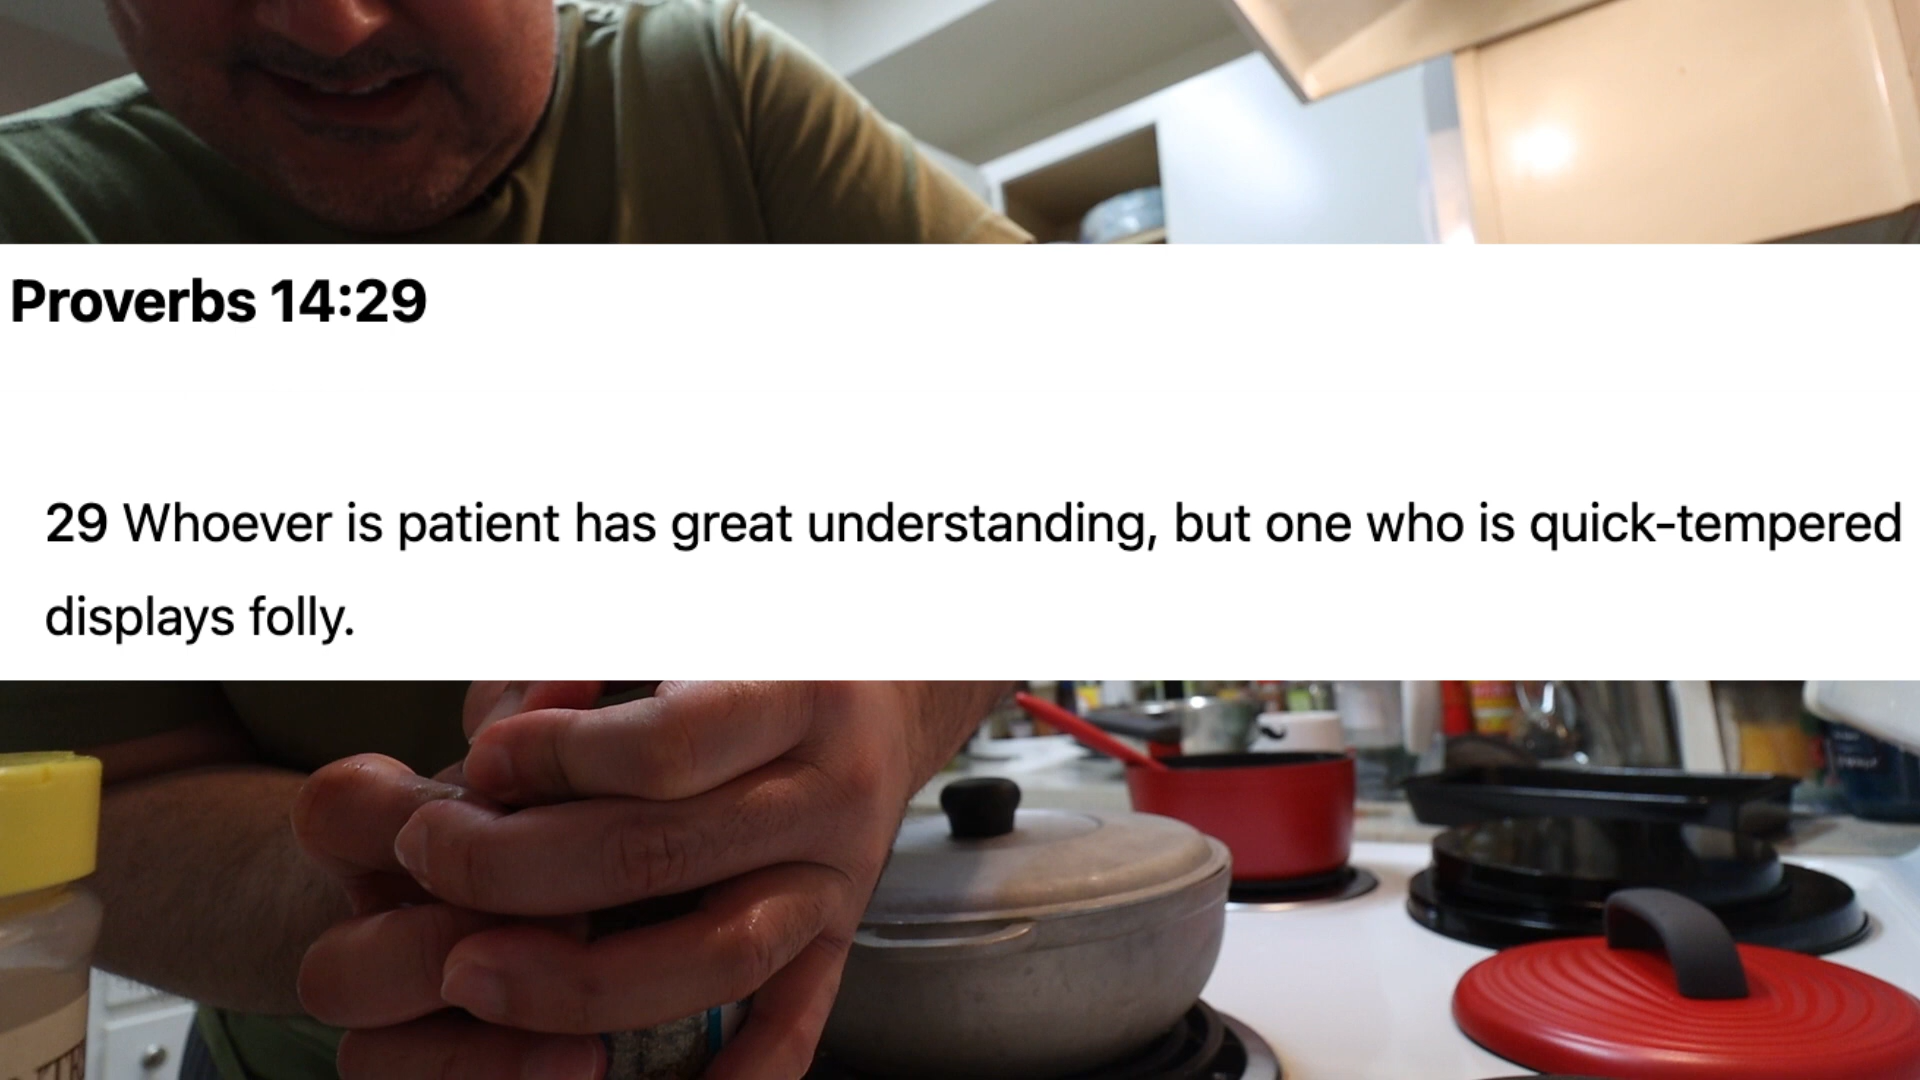 Proverbs 14:29
29 Whoever is patient has great understanding, but one who is quick-tempered
displays folly.